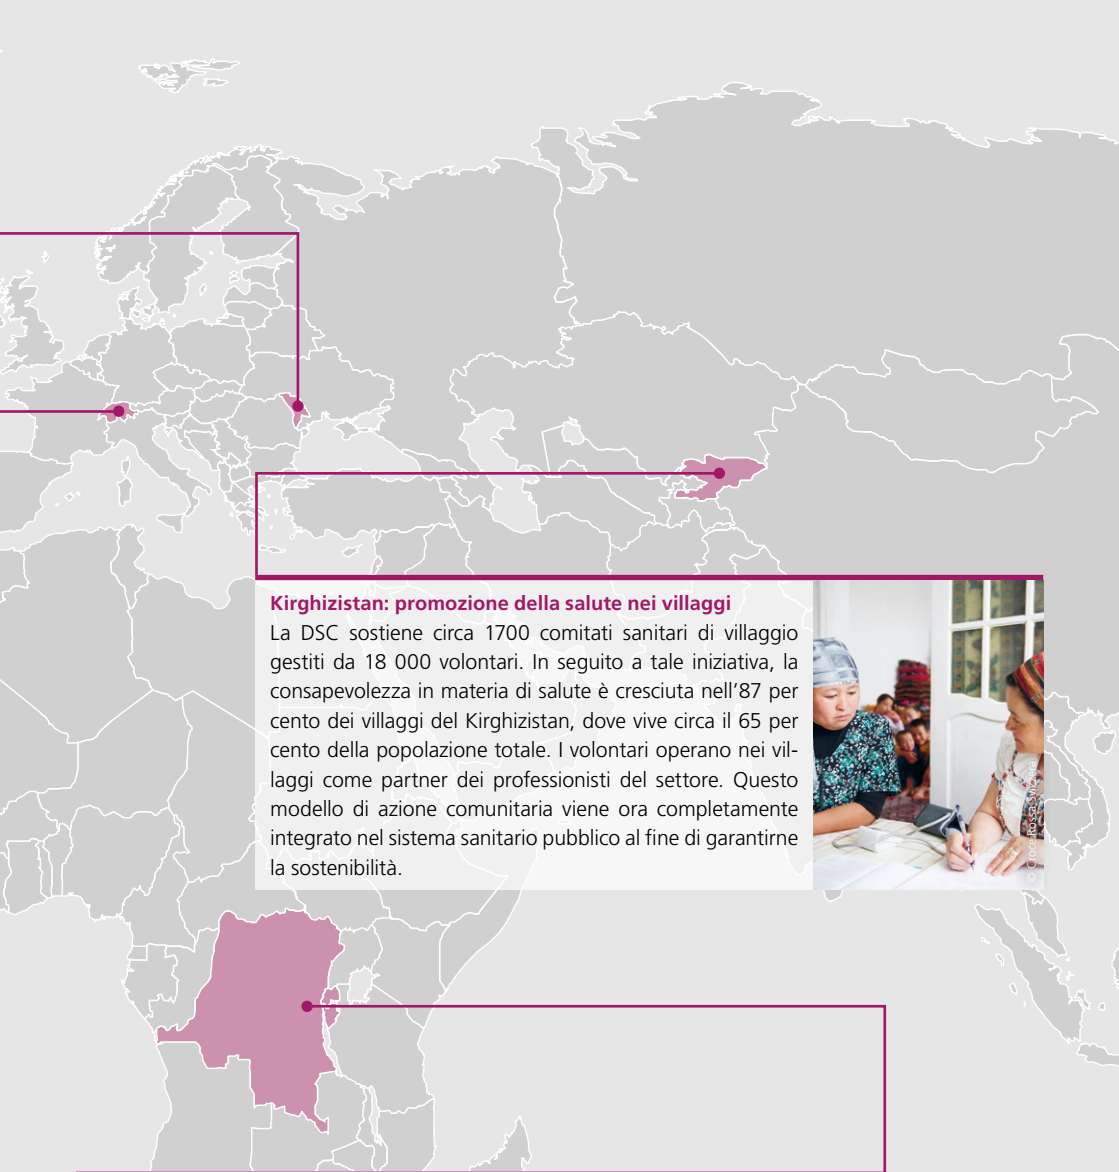 Kirghizistan: promozione della salute nei villaggi
La DSC sostiene circa 1700 comitati sanitari di villaggio
gestiti da 18 000 volontari. In seguito a tale iniziativa, la
consapevolezza in materia di salute è cresciuta nell’87 per
cento dei villaggi del Kirghizistan, dove vive circa il 65 per
cento della popolazione totale. I volontari operano nei vil-
laggi come partner dei professionisti del settore. Questo
modello di azione comunitaria viene ora completamente
integrato nel sistema sanitario pubblico al fine di garantirne
la sostenibilità.
© Croce Rossa Svizzera